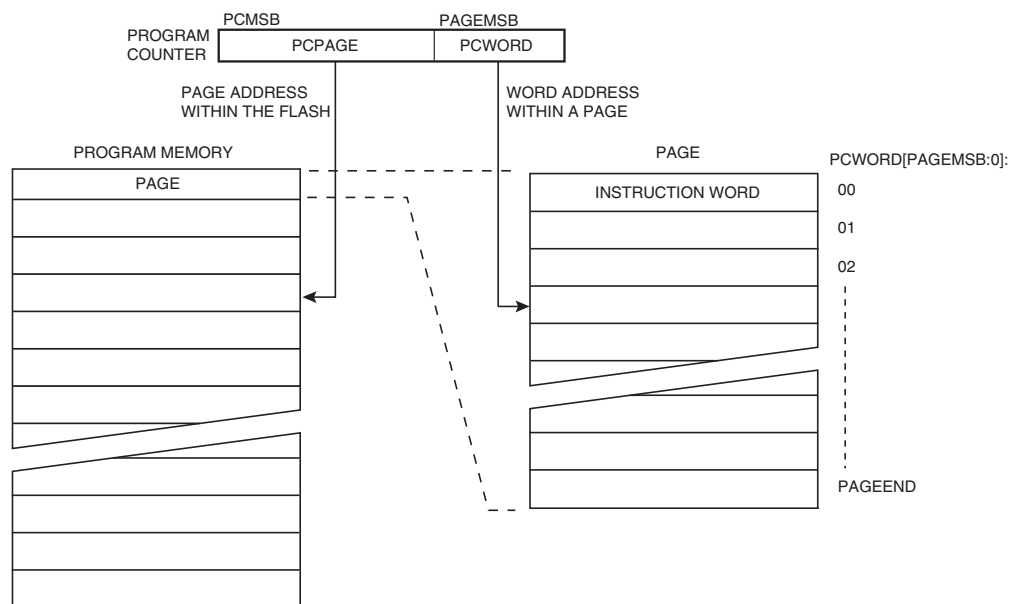 PCMSB PAGEMSB
PROGRAM
COUNTER
PCPAGE PCWORD
PAGE ADDRESS
WITHIN THE FLASH
WORD ADDRESS
WITHIN A PAGE
PROGRAM MEMORY
PAGE
PAGE
PCWORD[PAGEMSB:0]:
INSTRUCTION WORD
00
01
02
PAGEEND